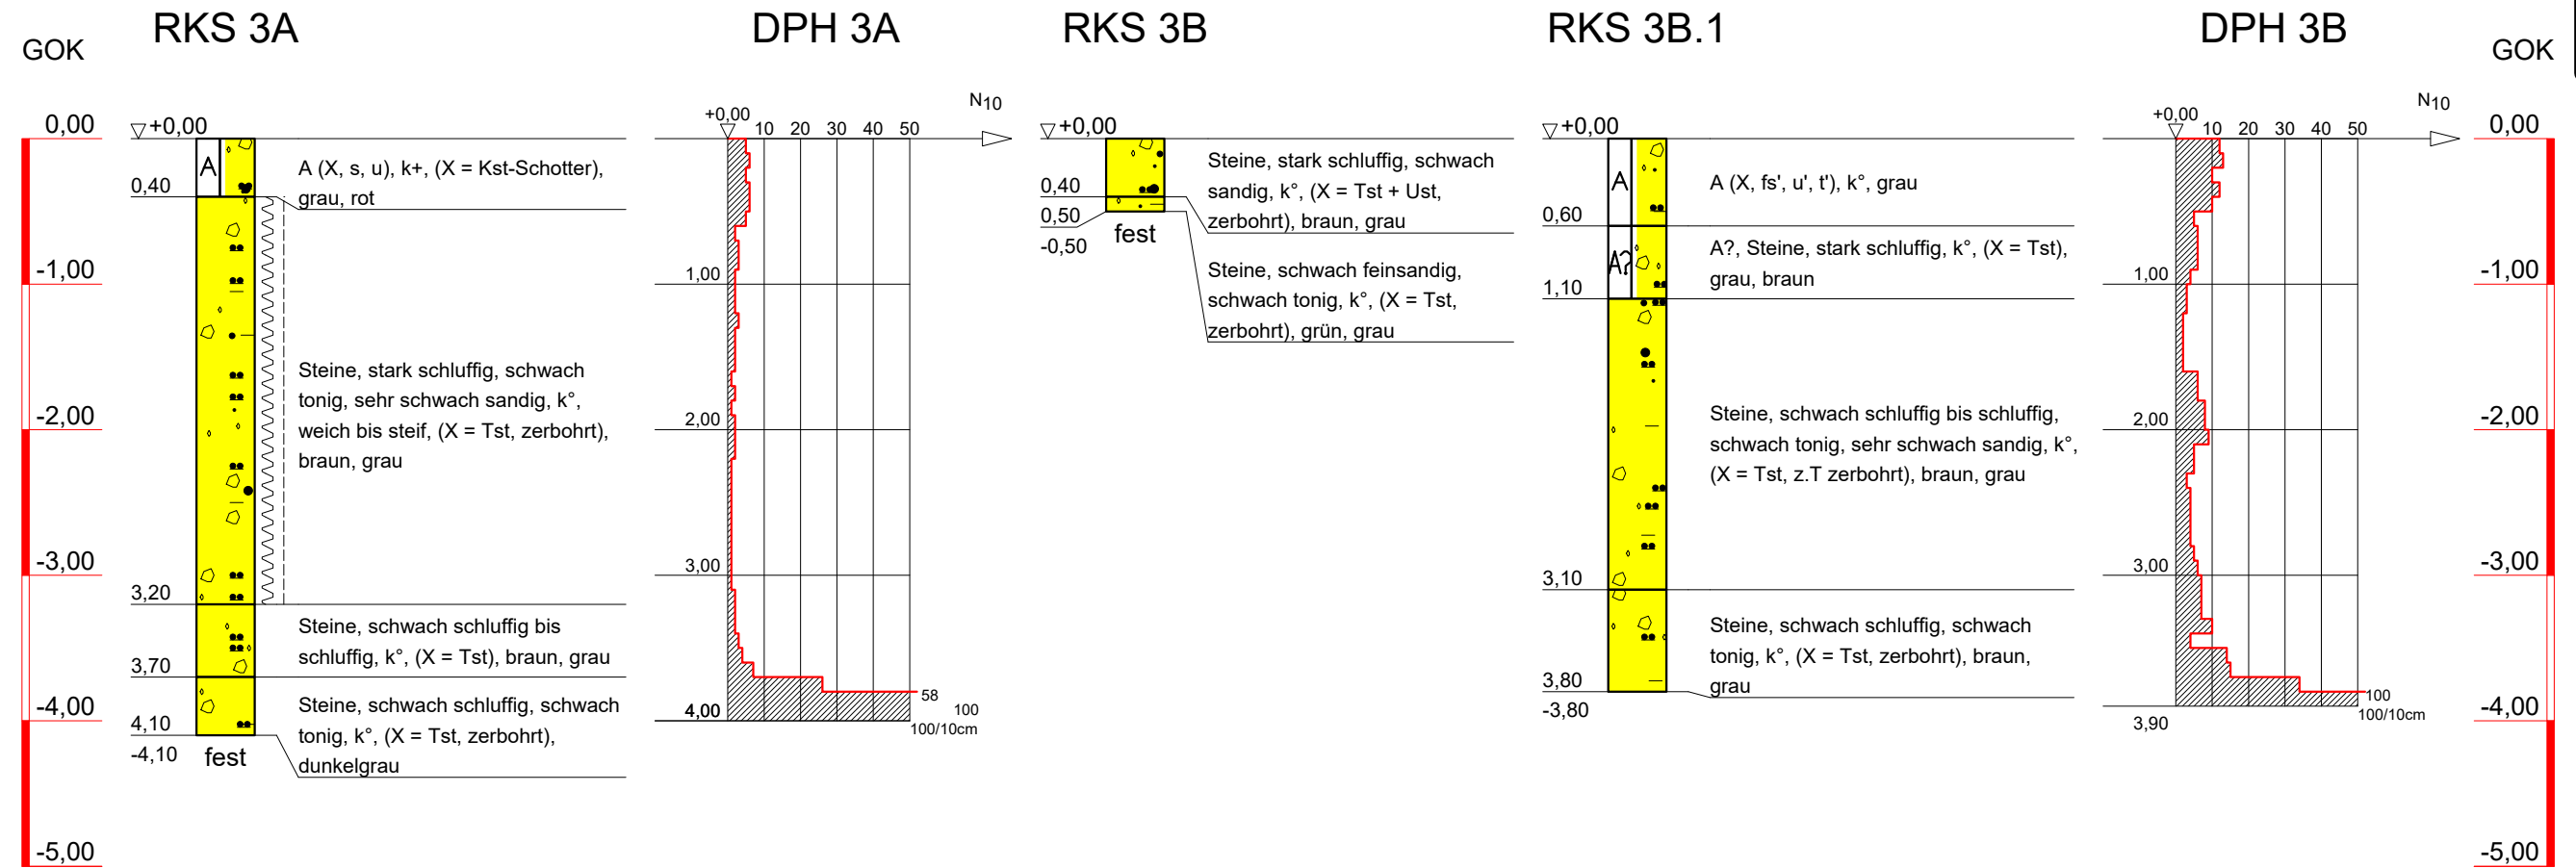 GOK
RKS 3A
DPH 3A
RKS 3B
RKS 3B.1
DPH 3B
GOK
0,00
-1,00
-2,00
-3,00
-4,00
-5,00
+0,00
A
0,40
3,20
3,70
4,10
-4,10
fest
A (X, s, u), k+, (X = Kst-Schotter),
grau, rot
Steine, stark schluffig, schwach
tonig, sehr schwach sandig, k°,
weich bis steif, (X = Tst, zerbohrt),
braun, grau
Steine, schwach schluffig bis
schluffig, k°, (X = Tst), braun, grau
Steine, schwach schluffig, schwach
tonig, k°, (X = Tst, zerbohrt),
dunkelgrau
N10
+0,00
10 20 30 40 50
1,00
2,00
3,00
4,00
58
100
100/10cm
+0,00
0,40
0,50
-0,50
fest
Steine, stark schluffig, schwach
sandig, k°, (X = Tst + Ust,
zerbohrt), braun, grau
Steine, schwach feinsandig,
schwach tonig, k°, (X = Tst,
zerbohrt), grün, grau
+0,00
A
0,60
A?
1,10
3,10
3,80
-3,80
A (X, fs', u', t'), k°, grau
A?, Steine, stark schluffig, k°, (X = Tst),
grau, braun
Steine, schwach schluffig bis schluffig,
schwach tonig, sehr schwach sandig, k°,
(X = Tst, z.T zerbohrt), braun, grau
Steine, schwach schluffig, schwach
tonig, k°, (X = Tst, zerbohrt), braun,
grau
N10
+0,00
10 20 30 40 50
1,00
2,00
3,00
3,90
100
100/10cm
0,00
-1,00
-2,00
-3,00
-4,00
-5,00